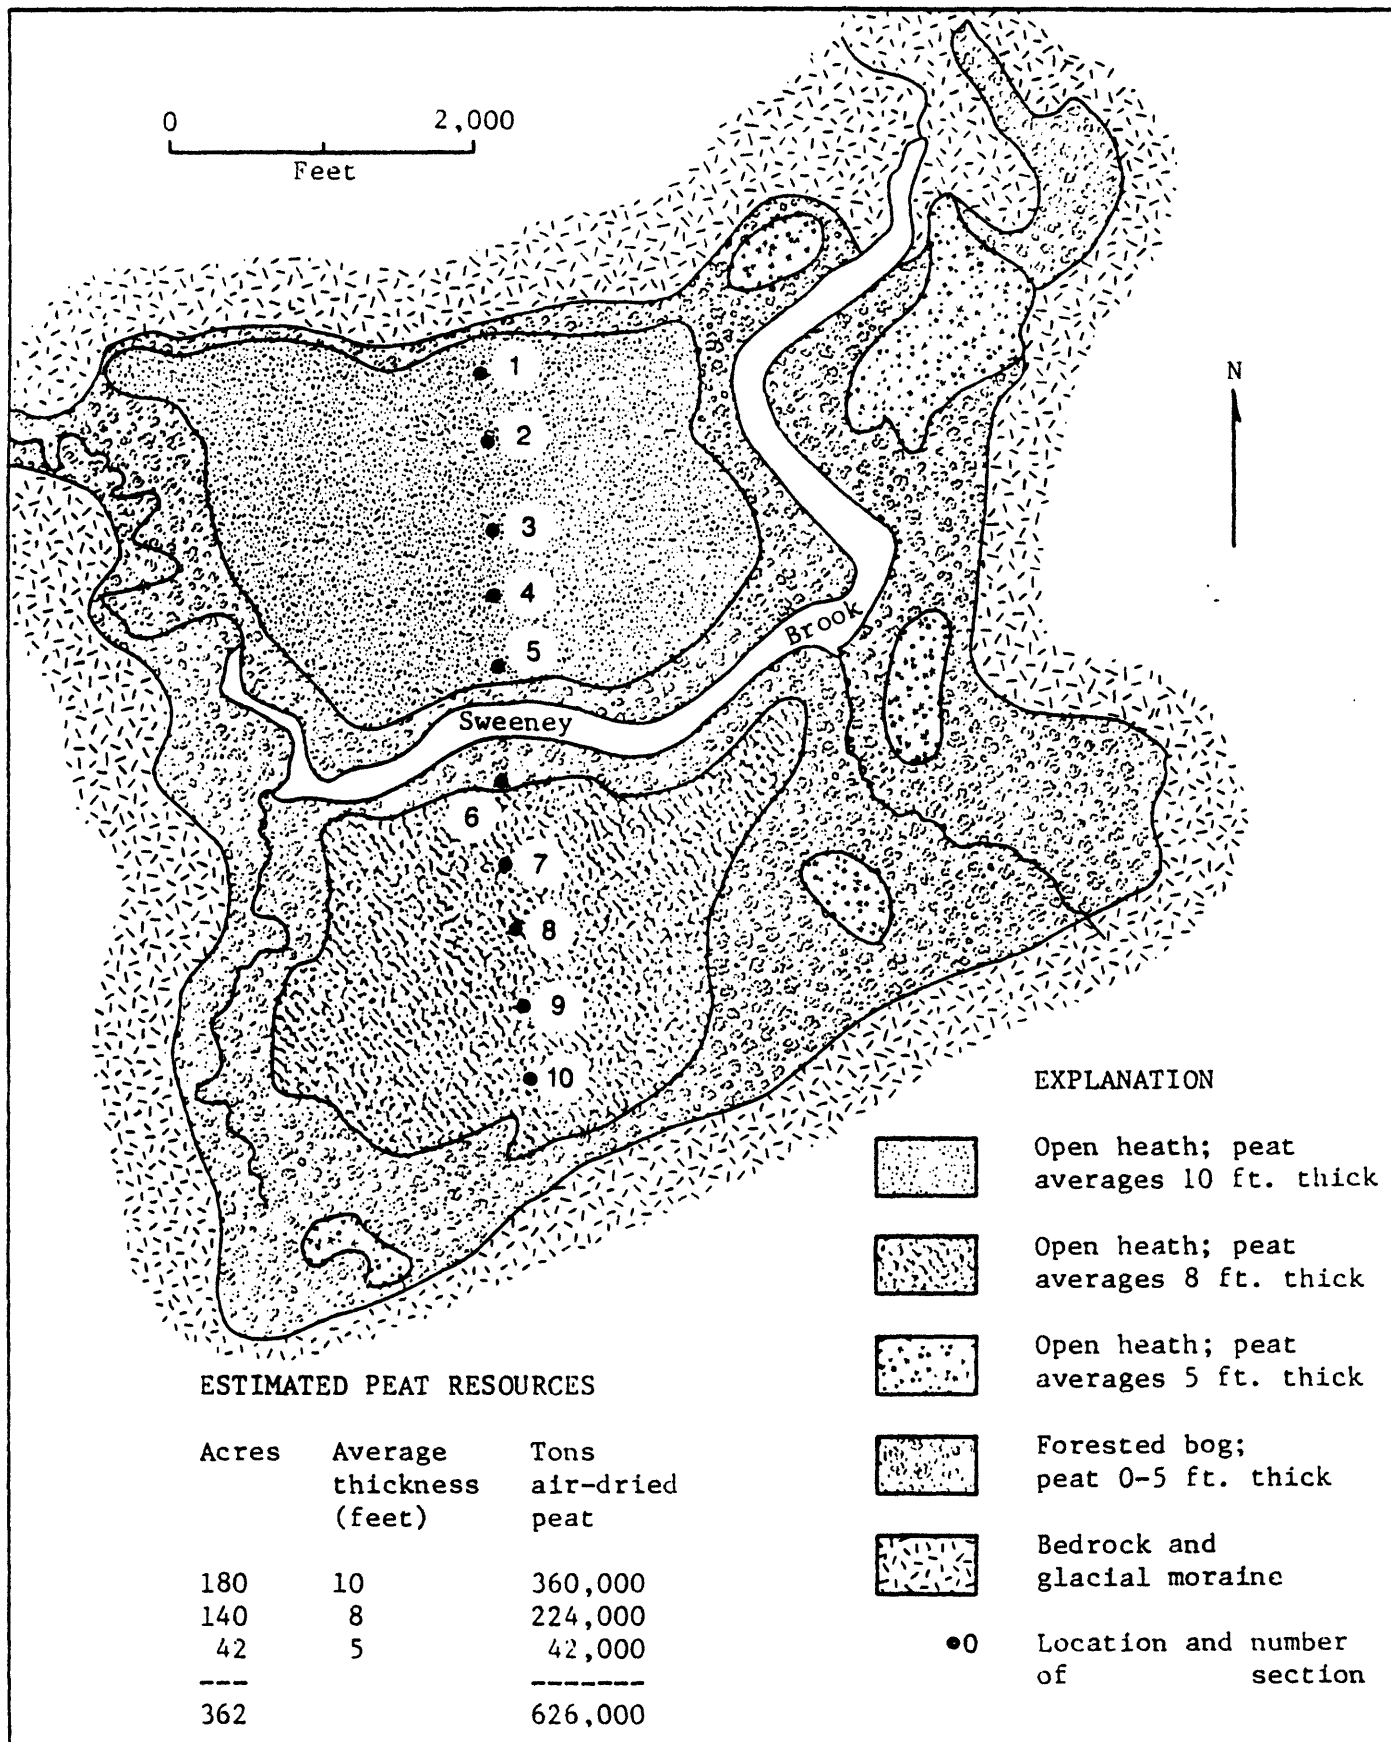 0 2,000
Feet
N
1
2
3
4
5
Brook
Sweeney
6
7
8
9
10
EXPLANATION
Open heath; peat
averages 10 ft. thick
Open heath; peat
averages 8 ft. thick
Open heath; peat
averages 5 ft. thick
Forested bog;
peat 0-5 ft. thick
Bedrock and
glacial moraine
0 Location and number
of section
ESTIMATED PEAT RESOURCES
Acres Average Tons
thickness air-dried
(feet) peat
180 10 360,000
140 8 224,000
42 5 42,000
--- -------
362 626,000